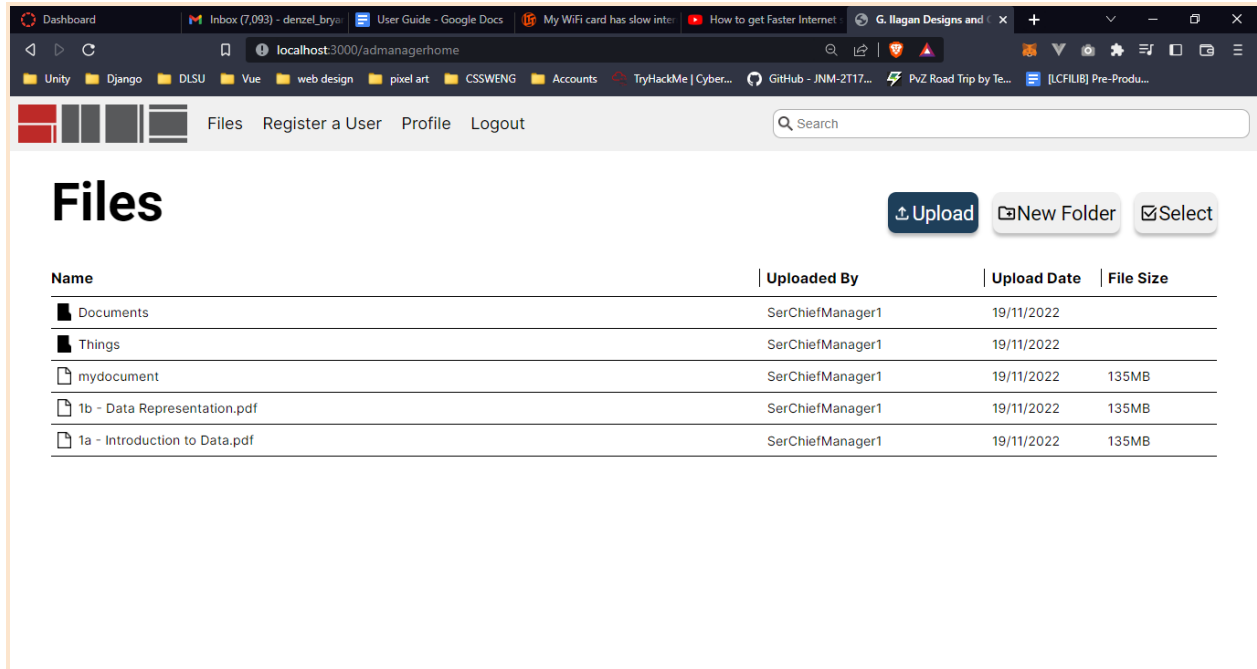 Dashboard Inbox (7,093) - denzel_brya User Guide - Google Docs My WiFi card has slow inter How to get Faster Internet G. Ilagan Designs and
localhost:3000/admanagerhome
Unity Django DLSU Vue web design pixel art CSSWENG Accounts TryHackMe | Cyber... GitHub - JNM-2T17... PvZ Road Trip by Te... [LCFILIB] Pre-Produ...
Files Register a User Profile Logout Search
Files
Upload New Folder Select
Name Uploaded By Upload Date File Size
Documents SerChiefManager1 19/11/2022
Things SerChiefManager1 19/11/2022
mydocument SerChiefManager1 19/11/2022 135MB
1b - Data Representation.pdf SerChiefManager1 19/11/2022 135MB
1a - Introduction to Data.pdf SerChiefManager1 19/11/2022 135MB